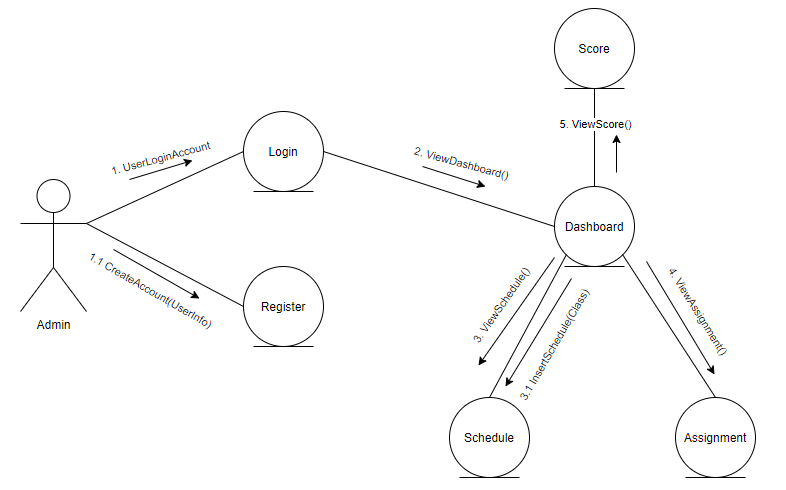 Score
5. ViewScore()
1. UserLoginAccount
Login
2. ViewDashboard()
Dashboard
Admin
1.1 CreateAccount(UserInfo)
Register
3. ViewSchedule()
3.1 InsertSchedule(Class)
4. ViewAssignment()
Schedule
Assignment